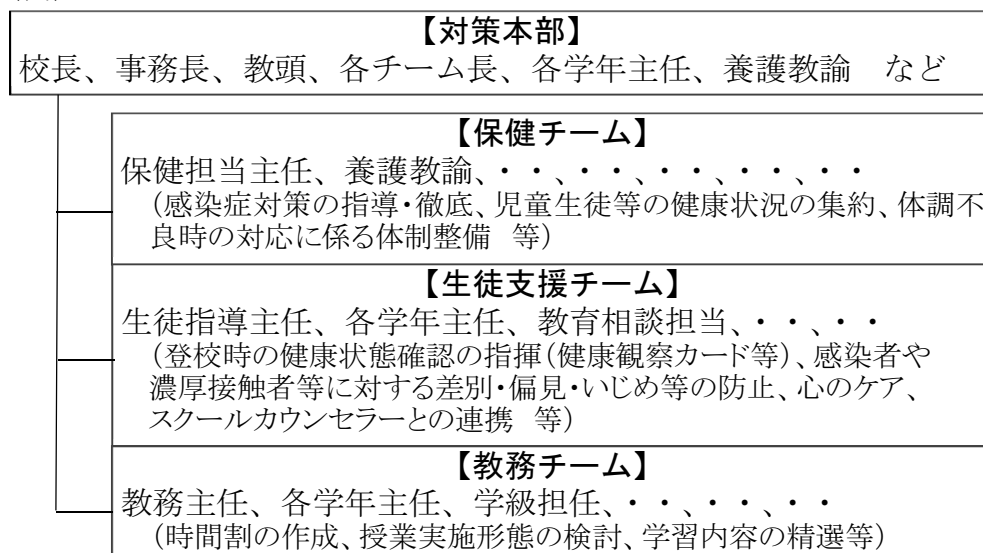 【対策本部】
校長、事務長、教頭、各チーム長、各学年主任、養護教諭　など
【保健チーム】
保健担当主任、養護教諭、・・、・・、・・、・・、・・
（感染症対策の指導・徹底、児童生徒等の健康状況の集約、体調不
良時の対応に係る体制整備　等）
【生徒支援チーム】
生徒指導主任、各学年主任、教育相談担当、・・、・・
（登校時の健康状態確認の指揮（健康観察カード等）、感染者や
濃厚接触者等に対する差別・偏見・いじめ等の防止、心のケア、
スクールカウンセラーとの連携　等）
【教務チーム】
教務主任、各学年主任、学級担任、・・、・・、・・
（時間割の作成、授業実施形態の検討、学習内容の精選等）